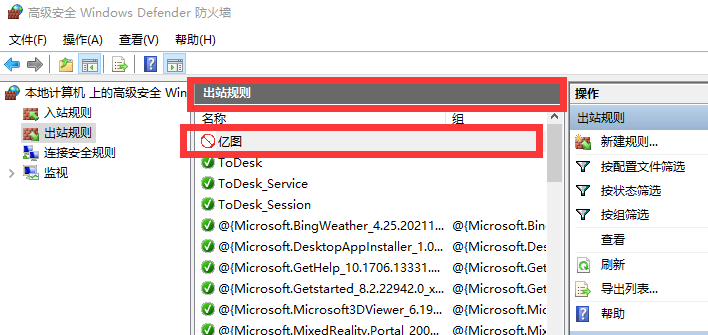 高级安全 Windows Defender 防火墙
文件(F) 操作(A) 查看(V) 帮助(H)
本地计算机 上的高级安全 Win
入站规则
出站规则
连接安全规则
监视
出站规则
名称 组
亿图
ToDesk
ToDesk_Service
ToDesk_Session
@{Microsoft.BingWeather_4.25.20211... @{Microsoft.Bin
@{Microsoft.DesktopAppInstaller_1.0... @{Microsoft.Des
@{Microsoft.GetHelp_10.1706.13331.... @{Microsoft.Get
@{Microsoft.Getstarted_8.2.22942.0_x... @{Microsoft.Get
@{Microsoft.Microsoft3DViewer_6.19... @{Microsoft.Mic
@{Microsoft.MixedReality.Portal_200... @{Microsoft.Mix
操作
出站规则
新建规则...
按配置文件筛选
按状态筛选
按组筛选
查看
刷新
导出列表...
帮助